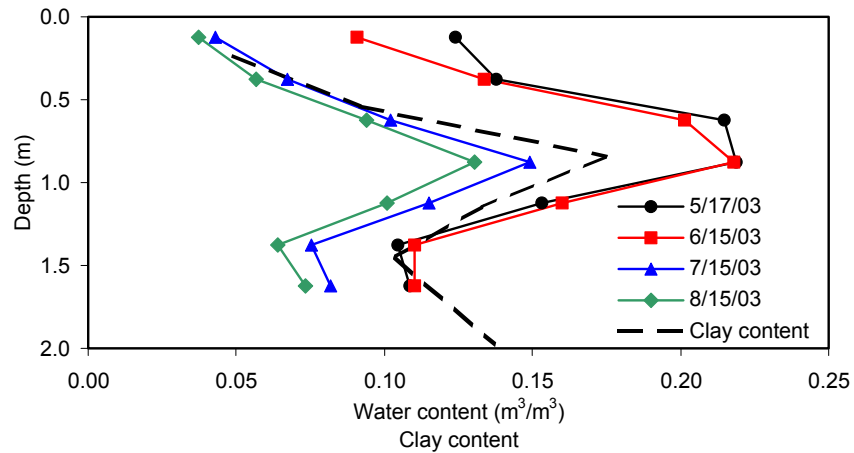 0.0
0.5
1.0
1.5
2.0
Depth (m)
5/17/03
6/15/03
7/15/03
8/15/03
Clay content
0.00 0.05 0.10 0.15 0.20 0.25
Water content (m³/m³)
Clay content